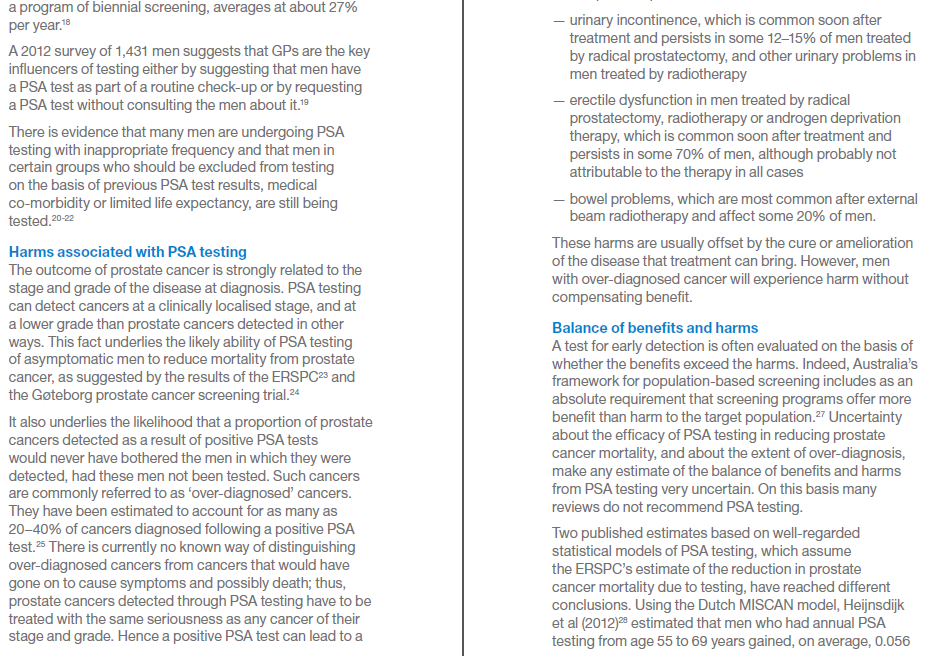 a program of biennial screening, averages at about 27%
per year.¹⁸
A 2012 survey of 1,431 men suggests that GPs are the key
influencers of testing either by suggesting that men have
a PSA test as part of a routine check-up or by requesting
a PSA test without consulting the men about it.¹⁹
There is evidence that many men are undergoing PSA
testing with inappropriate frequency and that men in
certain groups who should be excluded from testing
on the basis of previous PSA test results, medical
co-morbidity or limited life expectancy, are still being
tested.²⁰⁻²²
Harms associated with PSA testing
The outcome of prostate cancer is strongly related to the
stage and grade of the disease at diagnosis. PSA testing
can detect cancers at a clinically localised stage, and at
a lower grade than prostate cancers detected in other
ways. This fact underlies the likely ability of PSA testing
of asymptomatic men to reduce mortality from prostate
cancer, as suggested by the results of the ERSPC²³ and
the Gøteborg prostate cancer screening trial.²⁴
It also underlies the likelihood that a proportion of prostate
cancers detected as a result of positive PSA tests
would never have bothered the men in which they were
detected, had these men not been tested. Such cancers
are commonly referred to as ‘over-diagnosed’ cancers.
They have been estimated to account for as many as
20–40% of cancers diagnosed following a positive PSA
test.²⁵ There is currently no known way of distinguishing
over-diagnosed cancers from cancers that would have
gone on to cause symptoms and possibly death; thus,
prostate cancers detected through PSA testing have to be
treated with the same seriousness as any cancer of their
stage and grade. Hence a positive PSA test can lead to a
— urinary incontinence, which is common soon after
treatment and persists in some 12–15% of men treated
by radical prostatectomy, and other urinary problems in
men treated by radiotherapy
— erectile dysfunction in men treated by radical
prostatectomy, radiotherapy or androgen deprivation
therapy, which is common soon after treatment and
persists in some 70% of men, although probably not
attributable to the therapy in all cases
— bowel problems, which are most common after external
beam radiotherapy and affect some 20% of men.
These harms are usually offset by the cure or amelioration
of the disease that treatment can bring. However, men
with over-diagnosed cancer will experience harm without
compensating benefit.
Balance of benefits and harms
A test for early detection is often evaluated on the basis of
whether the benefits exceed the harms. Indeed, Australia’s
framework for population-based screening includes as an
absolute requirement that screening programs offer more
benefit than harm to the target population.²⁷ Uncertainty
about the efficacy of PSA testing in reducing prostate
cancer mortality, and about the extent of over-diagnosis,
make any estimate of the balance of benefits and harms
from PSA testing very uncertain. On this basis many
reviews do not recommend PSA testing.
Two published estimates based on well-regarded
statistical models of PSA testing, which assume
the ERSPC’s estimate of the reduction in prostate
cancer mortality due to testing, have reached different
conclusions. Using the Dutch MISCAN model, Heijnsdijk
et al (2012)²⁸ estimated that men who had annual PSA
testing from age 55 to 69 years gained, on average, 0.056